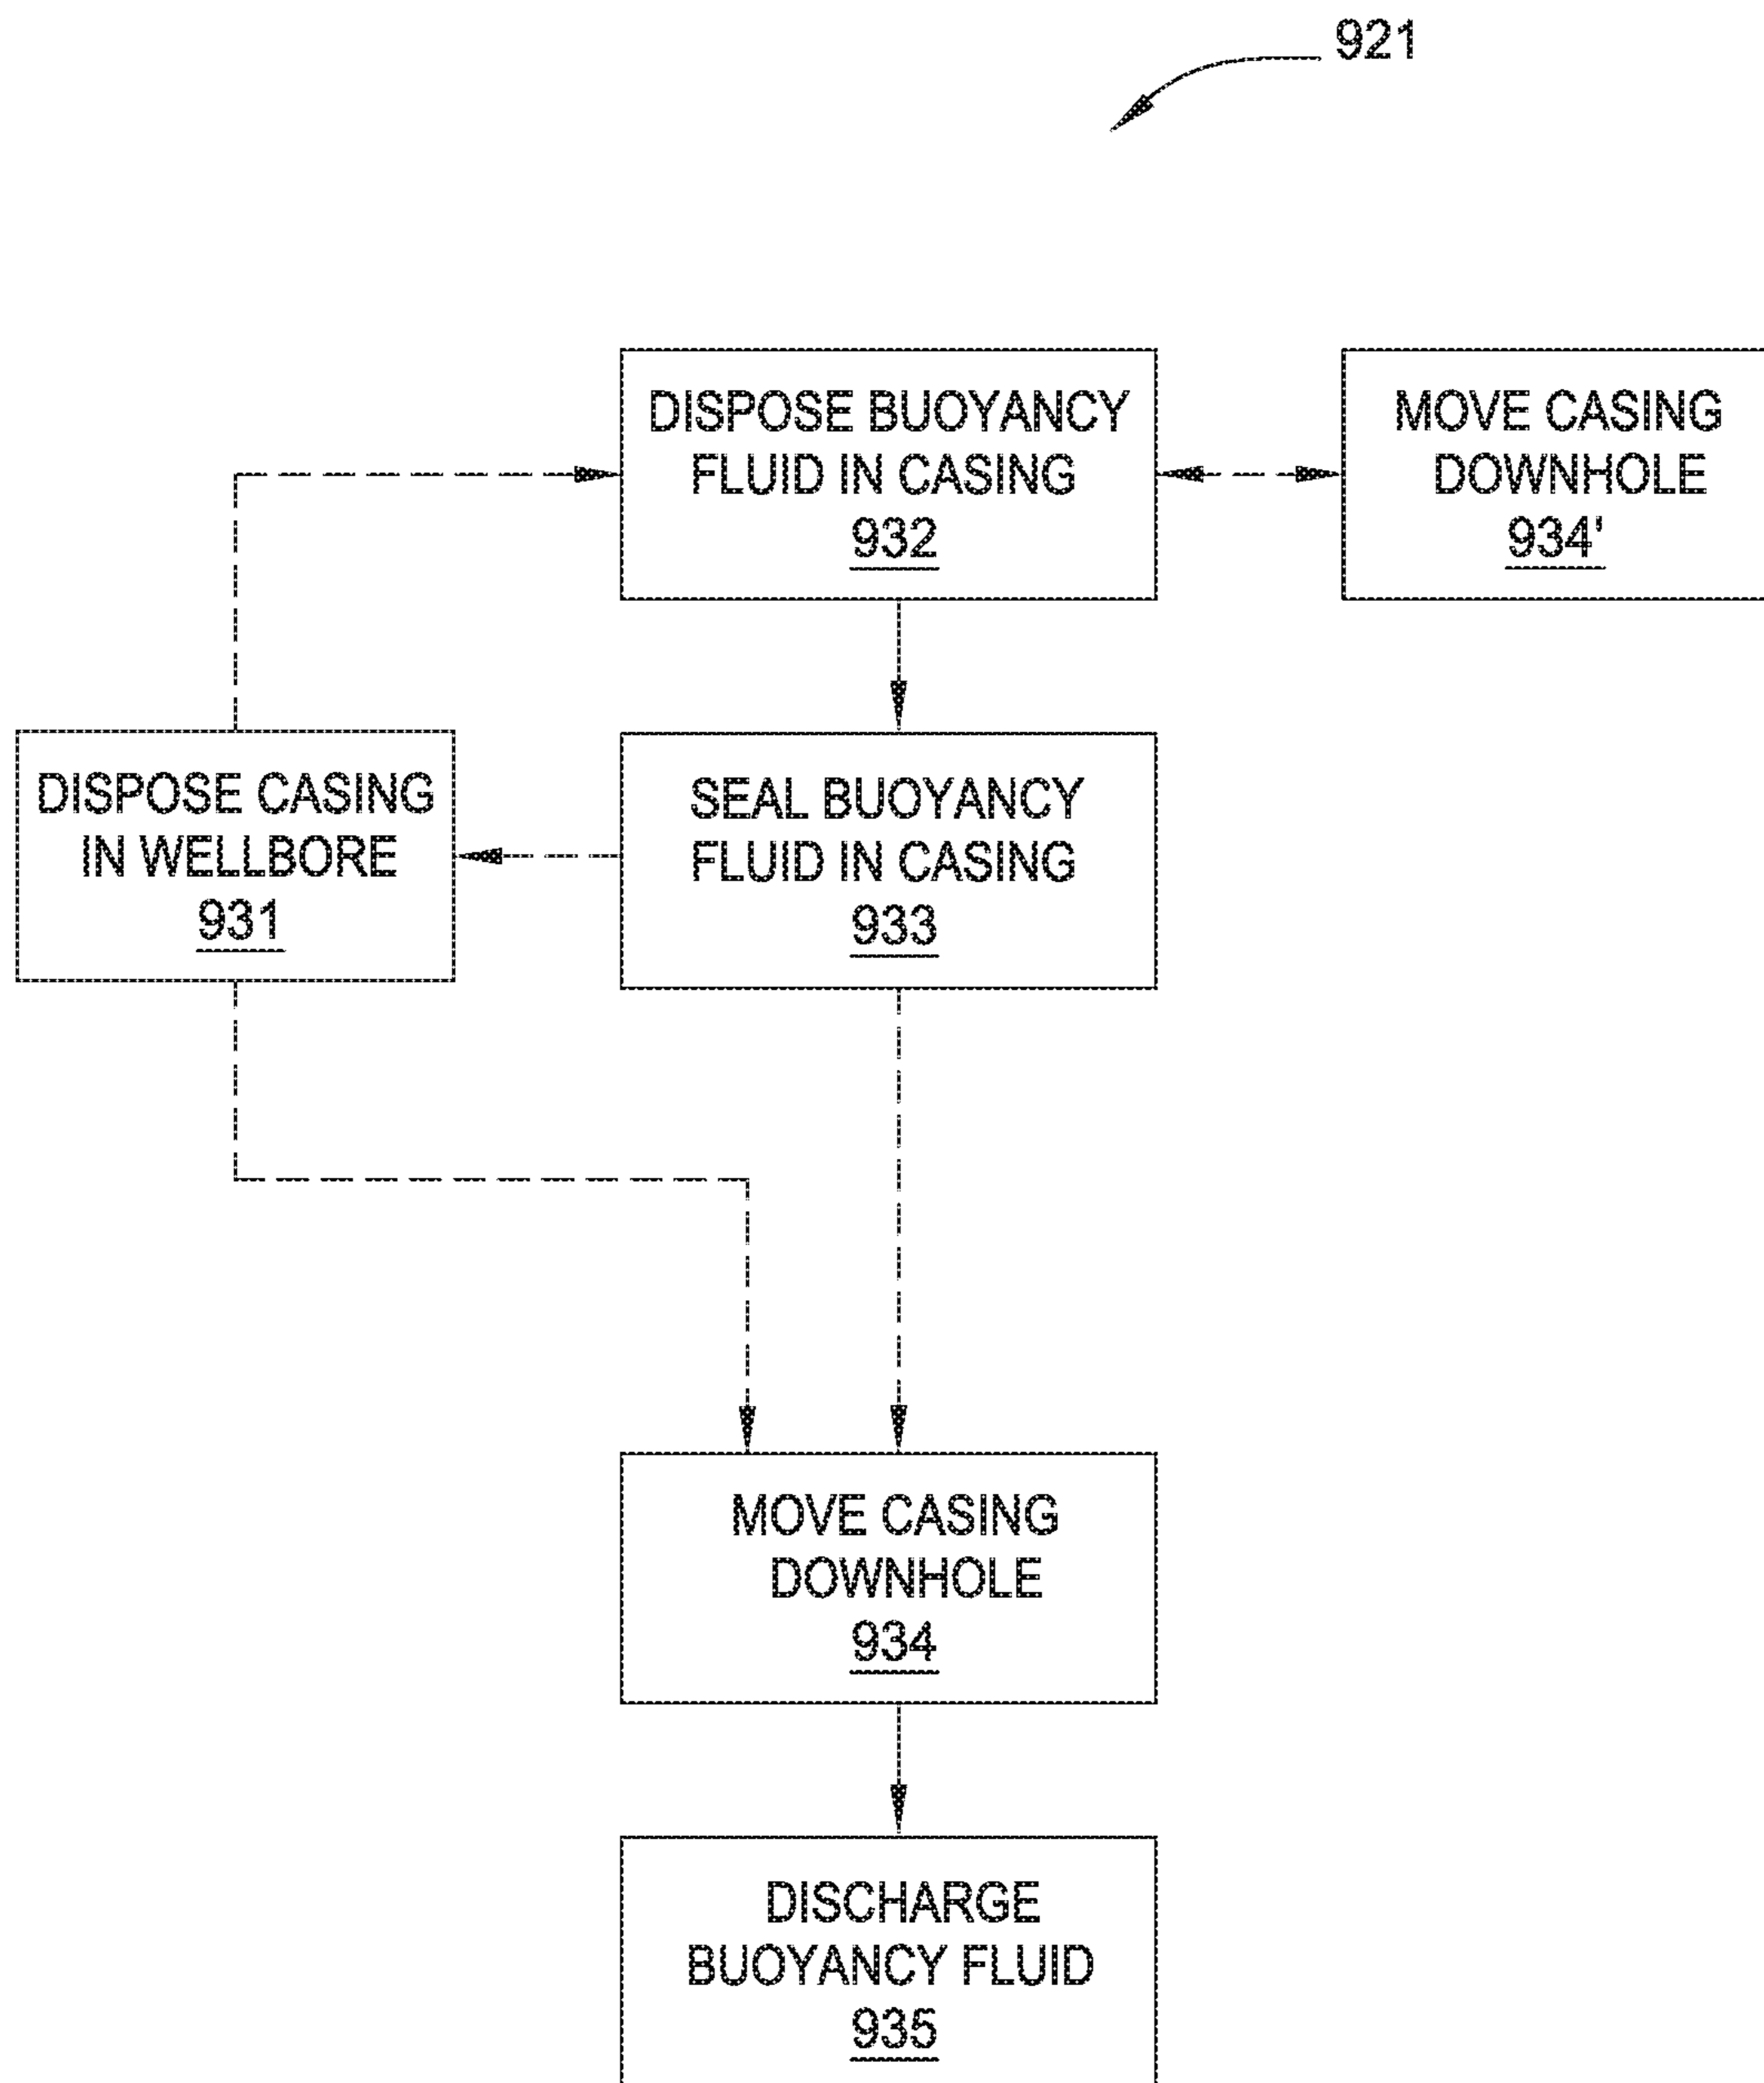 921
DISPOSE BUOYANCY
FLUID IN CASING
932
MOVE CASING
DOWNHOLE
934'
DISPOSE CASING
IN WELLBORE
931
SEAL BUOYANCY
FLUID IN CASING
933
MOVE CASING
DOWNHOLE
934
DISCHARGE
BUOYANCY FLUID
935